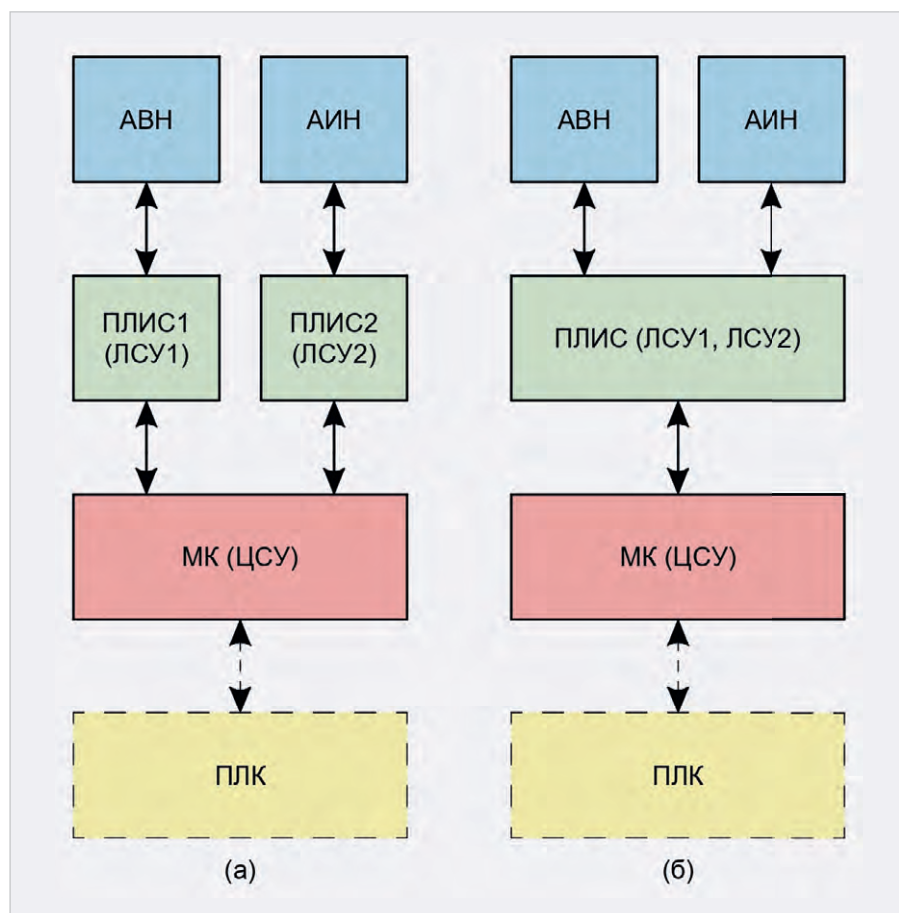 АВН
АИН
АВН
АИН
ПЛИС1
(ЛСУ1)
ПЛИС2
(ЛСУ2)
ПЛИС (ЛСУ1, ЛСУ2)
МК (ЦСУ)
МК (ЦСУ)
ПЛК
ПЛК
(а)
(б)